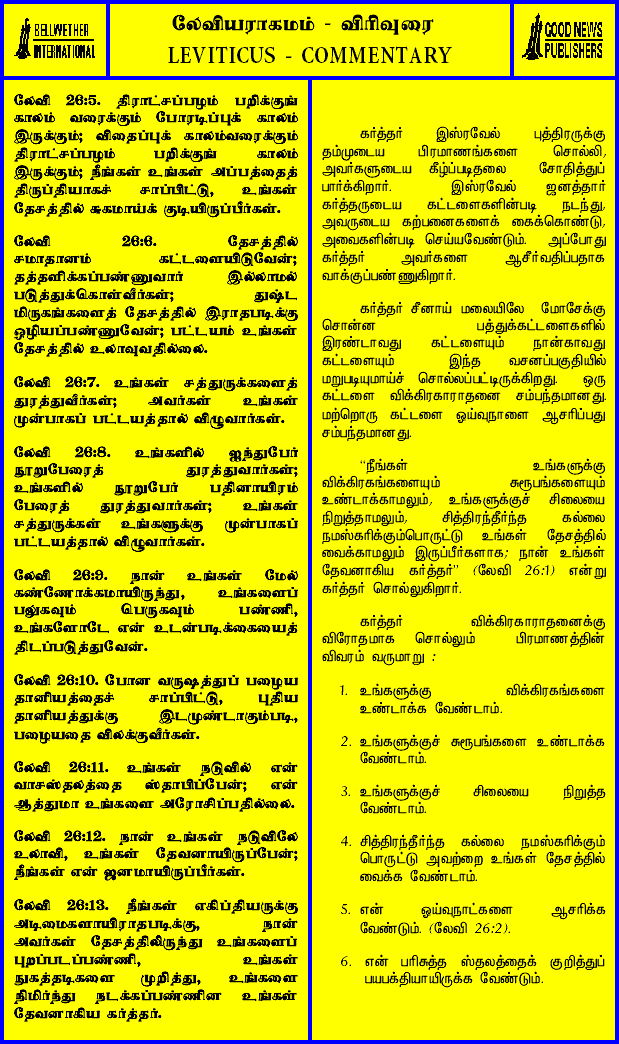 BELLWETHER
INTERNATIONAL
லேவியராகமம் - விரிவுரை
LEVITICUS - COMMENTARY
GOOD NEWS
PUBLISHERS
லேவி 26:5. திராட்சப்பழம் பறிக்குங்
காலம் வரைக்கும் போரடிப்புக் காலம்
இருக்கும்; விதைப்புக் காலம்வரைக்கும்
திராட்சப்பழம் பறிக்குங் காலம்
இருக்கும்; நீங்கள் உங்கள் அப்பத்தைத்
திருப்தியாகச் சாப்பிட்டு, உங்கள்
தேசத்தில் சுகமாய்க் குடியிருப்பீர்கள்.
லேவி 26:6. தேசத்தில்
சமாதானம் கட்டளையிடுவேன்;
தத்தளிக்கப்பண்ணுவார் இல்லாமல்
படுத்துக்கொள்வீர்கள்; துஷ்ட
மிருகங்களைத் தேசத்தில் இராதபடிக்கு
ஒழியப்பண்ணுவேன்; பட்டயம் உங்கள்
தேசத்தில் உலாவுவதில்லை.
லேவி 26:7. உங்கள் சத்துருக்களைத்
துரத்துவீர்கள்; அவர்கள் உங்கள்
முன்பாகப் பட்டயத்தால் விழுவார்கள்.
லேவி 26:8. உங்களில் ஐந்துபேர்
நூறுபேரைத் துரத்துவார்கள்;
உங்களில் நூறுபேர் பதினாயிரம்
பேரைத் துரத்துவார்கள்; உங்கள்
சத்துருக்கள் உங்களுக்கு முன்பாகப்
பட்டயத்தால் விழுவார்கள்.
லேவி 26:9. நான் உங்கள் மேல்
கண்ணோக்கமாயிருந்து, உங்களைப்
பலுகவும் பெருகவும் பண்ணி,
உங்களோடே என் உடன்படிக்கையைத்
திடப்படுத்துவேன்.
லேவி 26:10. போன வருஷத்துப் பழைய
தானியத்தைச் சாப்பிட்டு, புதிய
தானியத்துக்கு இடமுண்டாகும்படி,
பழையதை விலக்குவீர்கள்.
லேவி 26:11. உங்கள் நடுவில் என்
வாசஸ்தலத்தை ஸ்தாபிப்பேன்; என்
ஆத்துமா உங்களை அரோசிப்பதில்லை.
லேவி 26:12. நான் உங்கள் நடுவிலே
உலாவி, உங்கள் தேவனாயிருப்பேன்;
நீங்கள் என் ஜனமாயிருப்பீர்கள்.
லேவி 26:13. நீங்கள் எகிப்தியருக்கு
அடிமைகளாயிராதபடிக்கு, நான்
அவர்கள் தேசத்திலிருந்து உங்களைப்
புறப்படப்பண்ணி, உங்கள்
நுகத்தடிகளை முறித்து, உங்களை
நிமிர்ந்து நடக்கப்பண்ணின உங்கள்
தேவனாகிய கர்த்தர்.
கர்த்தர் இஸ்ரவேல் புத்திரருக்கு
தம்முடைய பிரமாணங்களை சொல்லி,
அவர்களுடைய கீழ்ப்படிதலை சோதித்துப்
பார்க்கிறார். இஸ்ரவேல் ஜனத்தார்
கர்த்தருடைய கட்டளைகளின்படி நடந்து,
அவருடைய கற்பனைகளைக் கைக்கொண்டு,
அவைகளின்படி செய்யவேண்டும். அப்போது
கர்த்தர் அவர்களை ஆசீர்வதிப்பதாக
வாக்குப்பண்ணுகிறார்.
கர்த்தர் சீனாய் மலையிலே மோசேக்கு
சொன்ன பத்துக்கட்டளைகளில்
இரண்டாவது கட்டளையும் நான்காவது
கட்டளையும் இந்த வசனப்பகுதியில்
மறுபடியுமாய்ச் சொல்லப்பட்டிருக்கிறது. ஒரு
கட்டளை விக்கிரகாராதனை சம்பந்தமானது.
மற்றொரு கட்டளை ஓய்வுநாளை ஆசரிப்பது
சம்பந்தமானது.
“நீங்கள் உங்களுக்கு
விக்கிரகங்களையும் சுரூபங்களையும்
உண்டாக்காமலும், உங்களுக்குச் சிலையை
நிறுத்தாமலும், சித்திரந்தீர்ந்த கல்லை
நமஸ்கரிக்கும்பொருட்டு உங்கள் தேசத்தில்
வைக்காமலும் இருப்பீர்களாக; நான் உங்கள்
தேவனாகிய கர்த்தர்” (லேவி 26:1) என்று
கர்த்தர் சொல்லுகிறார்.
கர்த்தர் விக்கிரகாராதனைக்கு
விரோதமாக சொல்லும் பிரமாணத்தின்
விவரம் வருமாறு :
1. உங்களுக்கு விக்கிரகங்களை
உண்டாக்க வேண்டாம்.
2. உங்களுக்குச் சுரூபங்களை உண்டாக்க
வேண்டாம்.
3. உங்களுக்குச் சிலையை நிறுத்த
வேண்டாம்.
4. சித்திரந்தீர்ந்த கல்லை நமஸ்கரிக்கும்
பொருட்டு அவற்றை உங்கள் தேசத்தில்
வைக்க வேண்டாம்.
5. என் ஓய்வுநாட்களை ஆசரிக்க
வேண்டும். (லேவி 26:2).
6. என் பரிசுத்த ஸ்தலத்தைக் குறித்துப்
பயபக்தியாயிருக்க வேண்டும்.